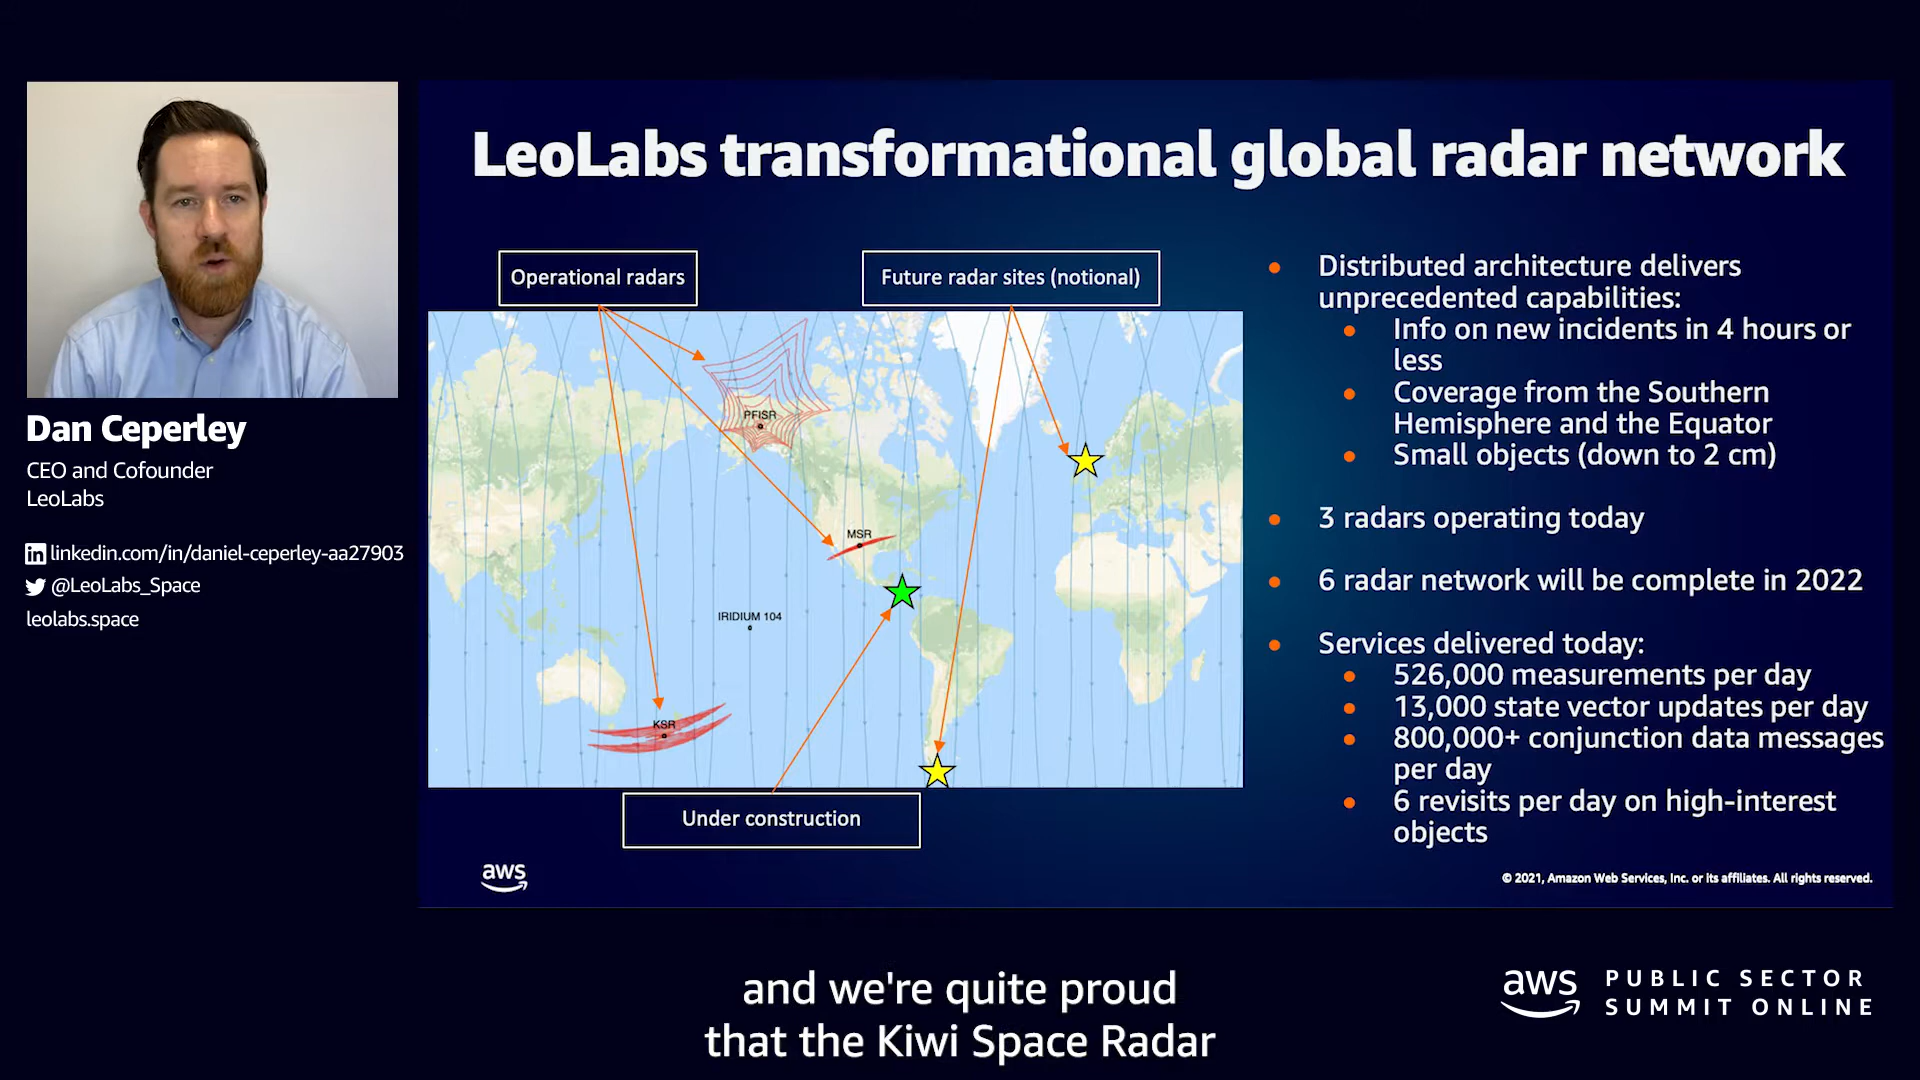 LeoLabs transformational global radar network
Dan Ceperley
CEO and Cofounder
LeoLabs
in linkedin.com/in/daniel-ceperley-aa27903
@LeoLabs_Space
leolabs.space
Operational radars
Future radar sites (notional)
PFISR
MSR
IRIDIUM 104
KSR
Under construction
Distributed architecture delivers
unprecedented capabilities:
Info on new incidents in 4 hours or
less
Coverage from the Southern
Hemisphere and the Equator
Small objects (down to 2 cm)
3 radars operating today
6 radar network will be complete in 2022
Services delivered today:
526,000 measurements per day
13,000 state vector updates per day
800,000+ conjunction data messages
per day
6 revisits per day on high-interest
objects
aws
© 2021, Amazon Web Services, Inc. or its affiliates. All rights reserved.
and we're quite proud
that the Kiwi Space Radar
aws PUBLIC SECTOR
SUMMIT ONLINE